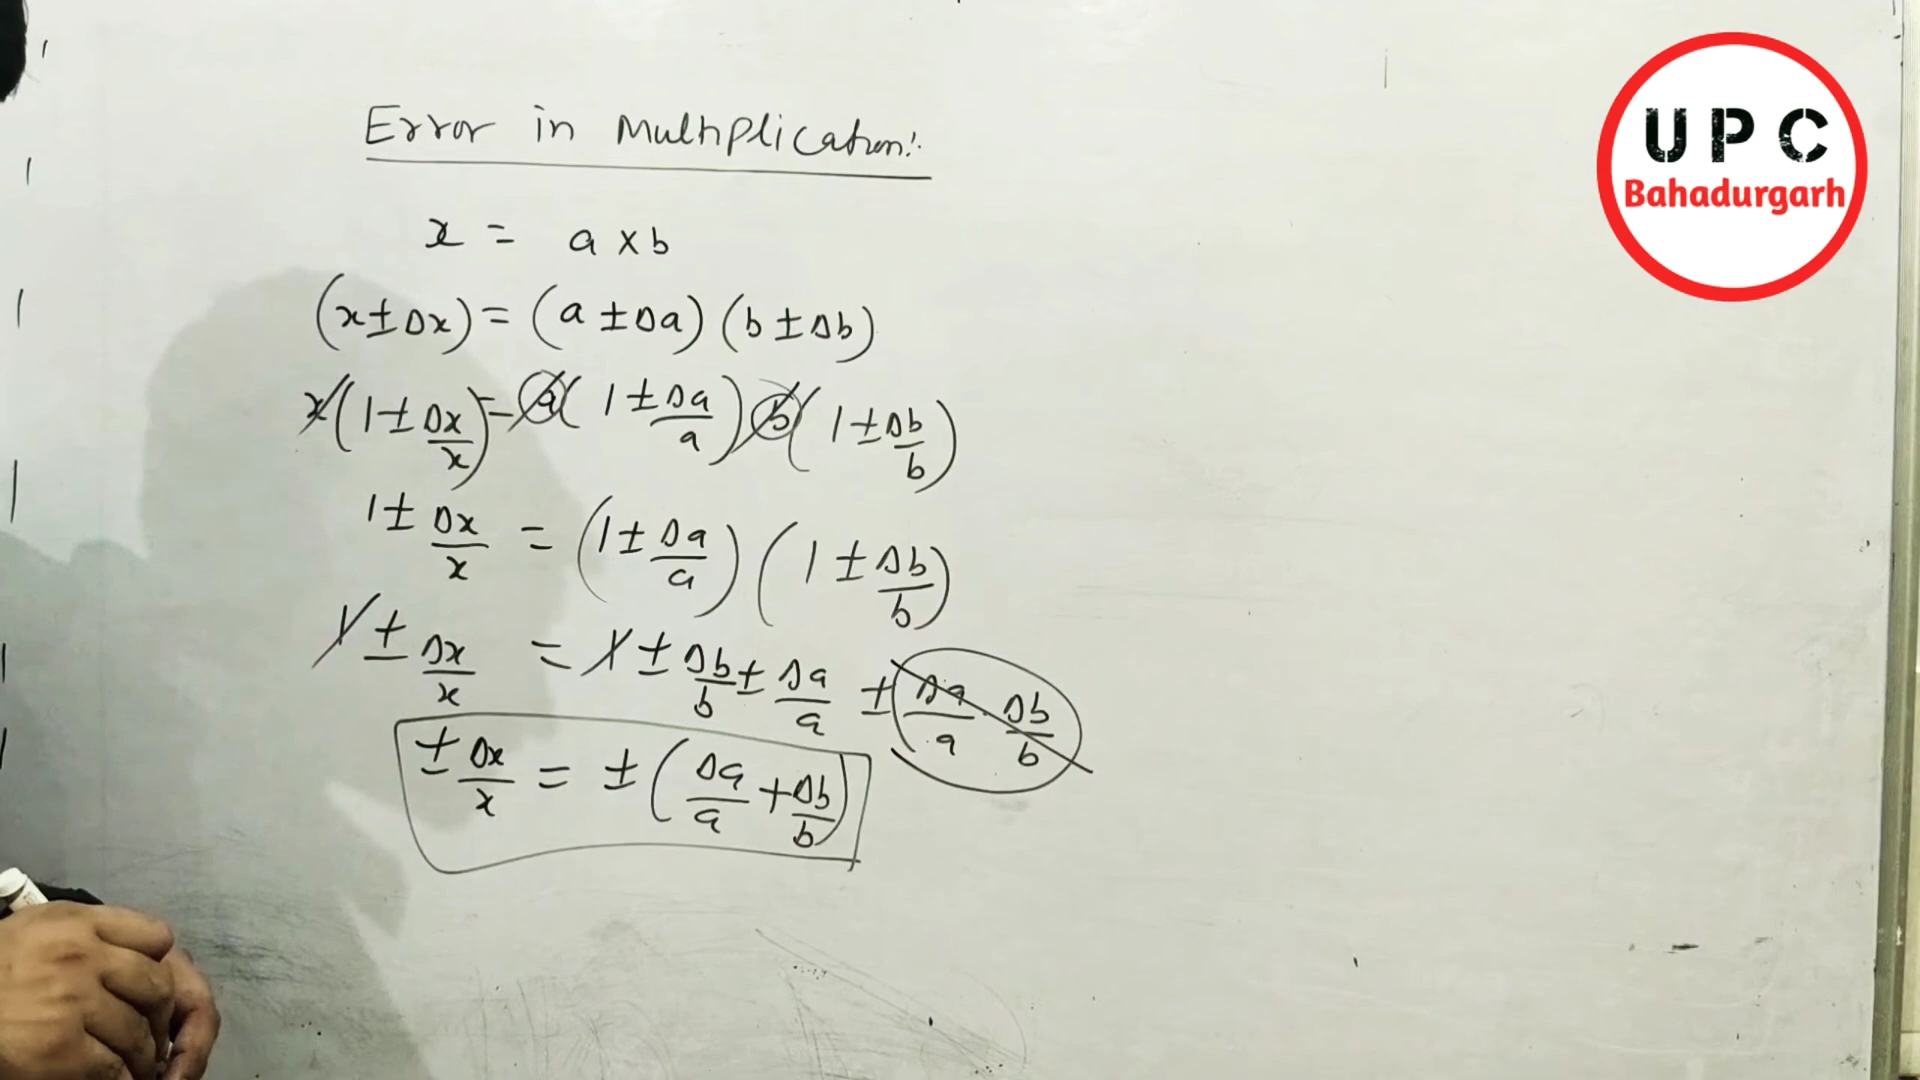 Error in Multiplication:
x = a × b
(x ± Δx) = (a ± Δa) (b ± Δb)
x(1 ± Δx/x) = a(1 ± Δa/a) b(1 ± Δb/b)
1 ± Δx/x = (1 ± Δa/a) (1 ± Δb/b)
1 ± Δx/x = 1 ± Δb/b ± Δa/a ± Δa/a · Δb/b
± Δx/x = ± (Δa/a + Δb/b)
UPC
Bahadurgarh